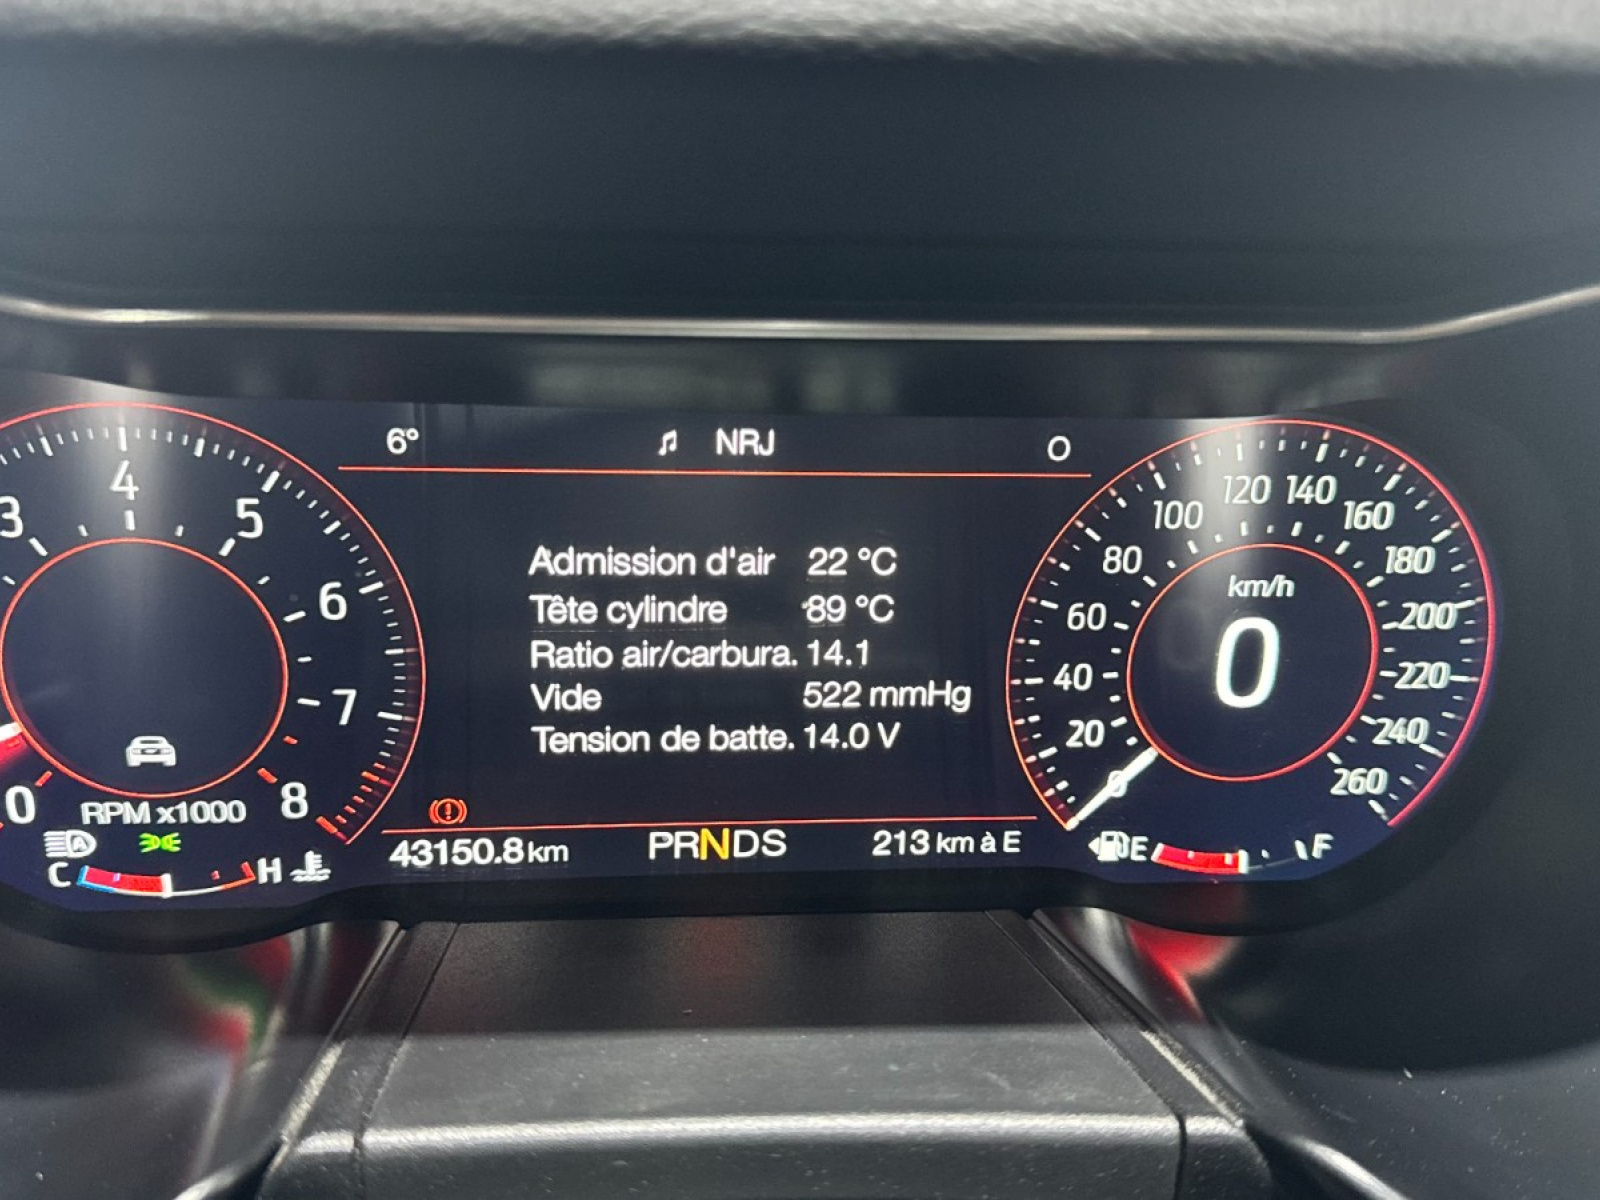 6° NRJ O
Admission d'air 22 °C
Tête cylindre 89 °C
Ratio air/carbura. 14.1
Vide 522 mmHg
Tension de batte. 14.0 V
43150.8 km PRNDS 213 km à E
0 3 4 5 6 7 8
RPM x1000
A
C H
0 20 40 60 80 100 120 140 160 180 200 220 240 260
km/h
0
E F